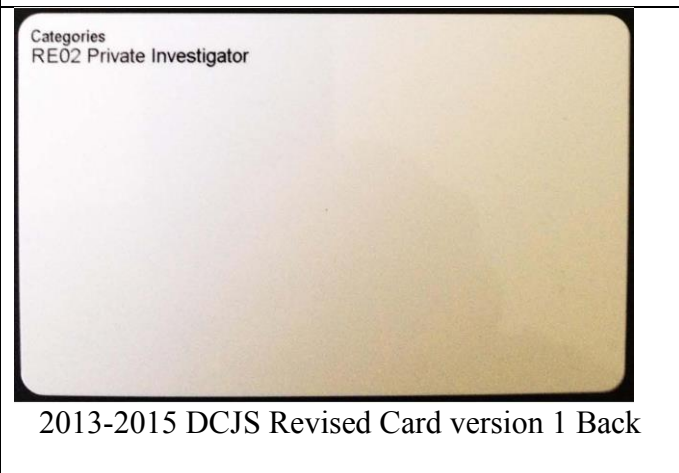 Categories
RE02 Private Investigator
2013-2015 DCJS Revised Card version 1 Back